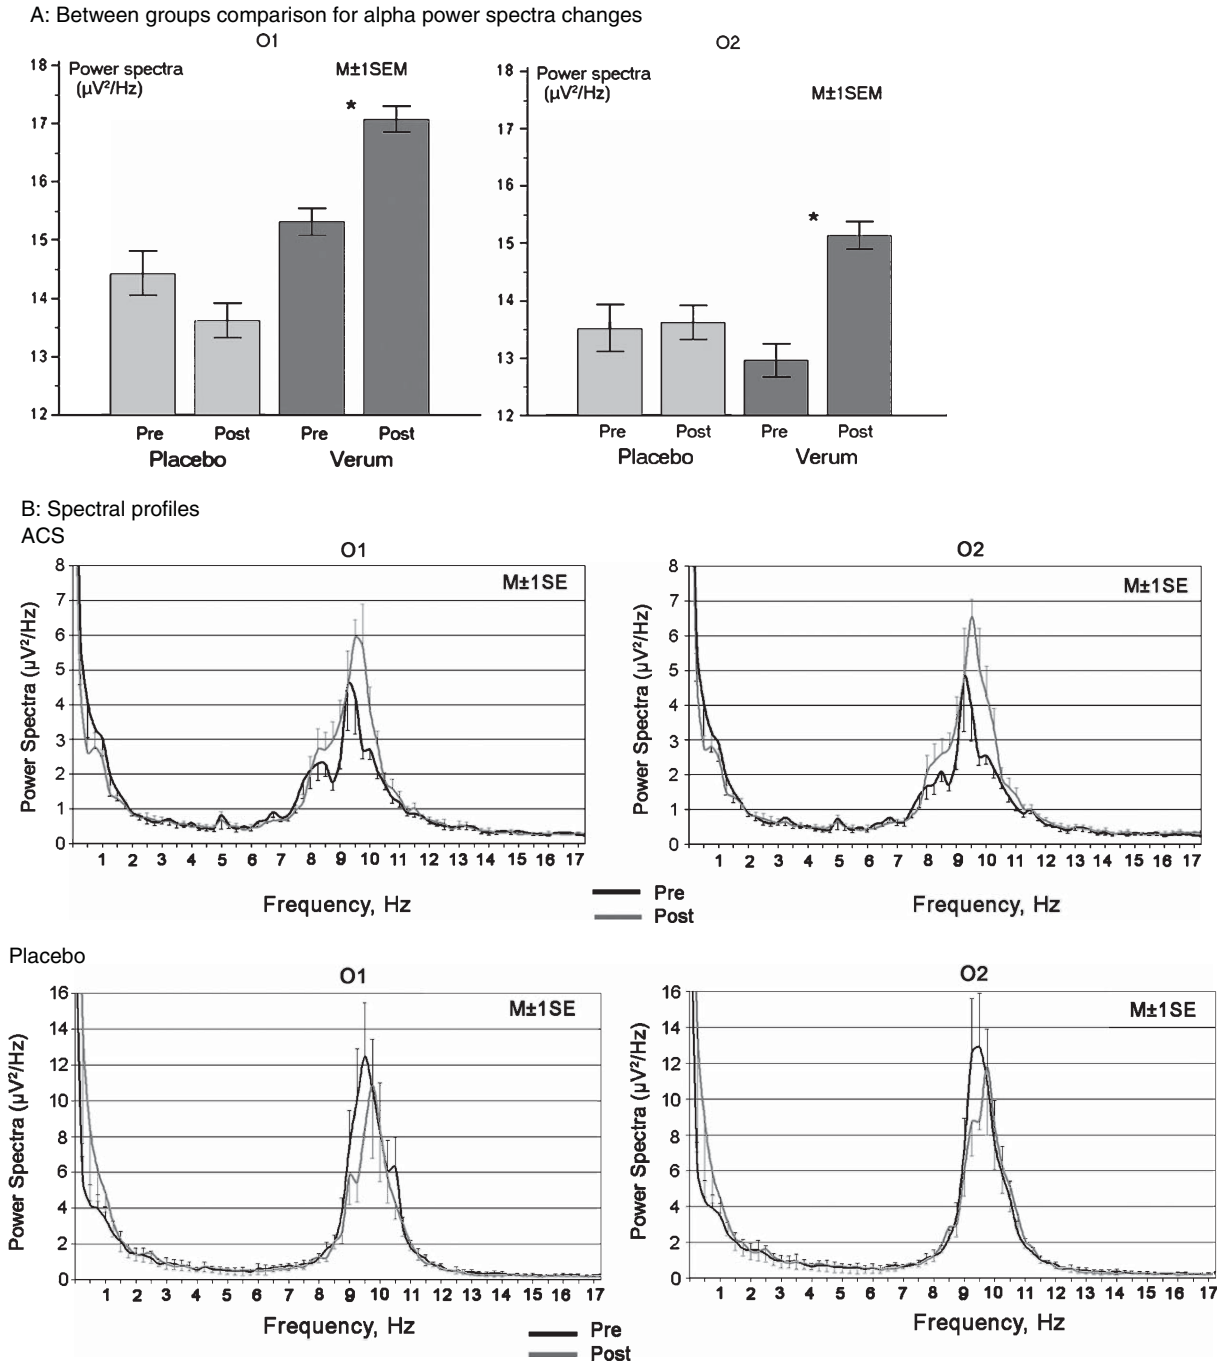 A: Between groups comparison for alpha power spectra changes
O1
O2
18
17
16
15
14
13
12
Power spectra
(µV²/Hz)
M±1SEM
*
Pre
Post
Pre
Post
Placebo
Verum
18
17
16
15
14
13
12
Power spectra
(µV²/Hz)
M±1SEM
*
Pre
Post
Pre
Post
Placebo
Verum
B: Spectral profiles
ACS
O1
M±1SE
Power Spectra (µV²/Hz)
8
7
6
5
4
3
2
1
0
1 2 3 4 5 6 7 8 9 10 11 12 13 14 15 16 17
Frequency, Hz
O2
M±1SE
Power Spectra (µV²/Hz)
8
7
6
5
4
3
2
1
0
1 2 3 4 5 6 7 8 9 10 11 12 13 14 15 16 17
Frequency, Hz
Pre
Post
Placebo
O1
M±1SE
Power Spectra (µV²/Hz)
16
14
12
10
8
6
4
2
0
1 2 3 4 5 6 7 8 9 10 11 12 13 14 15 16 17
Frequency, Hz
O2
M±1SE
Power Spectra (µV²/Hz)
16
14
12
10
8
6
4
2
0
1 2 3 4 5 6 7 8 9 10 11 12 13 14 15 16 17
Frequency, Hz
Pre
Post